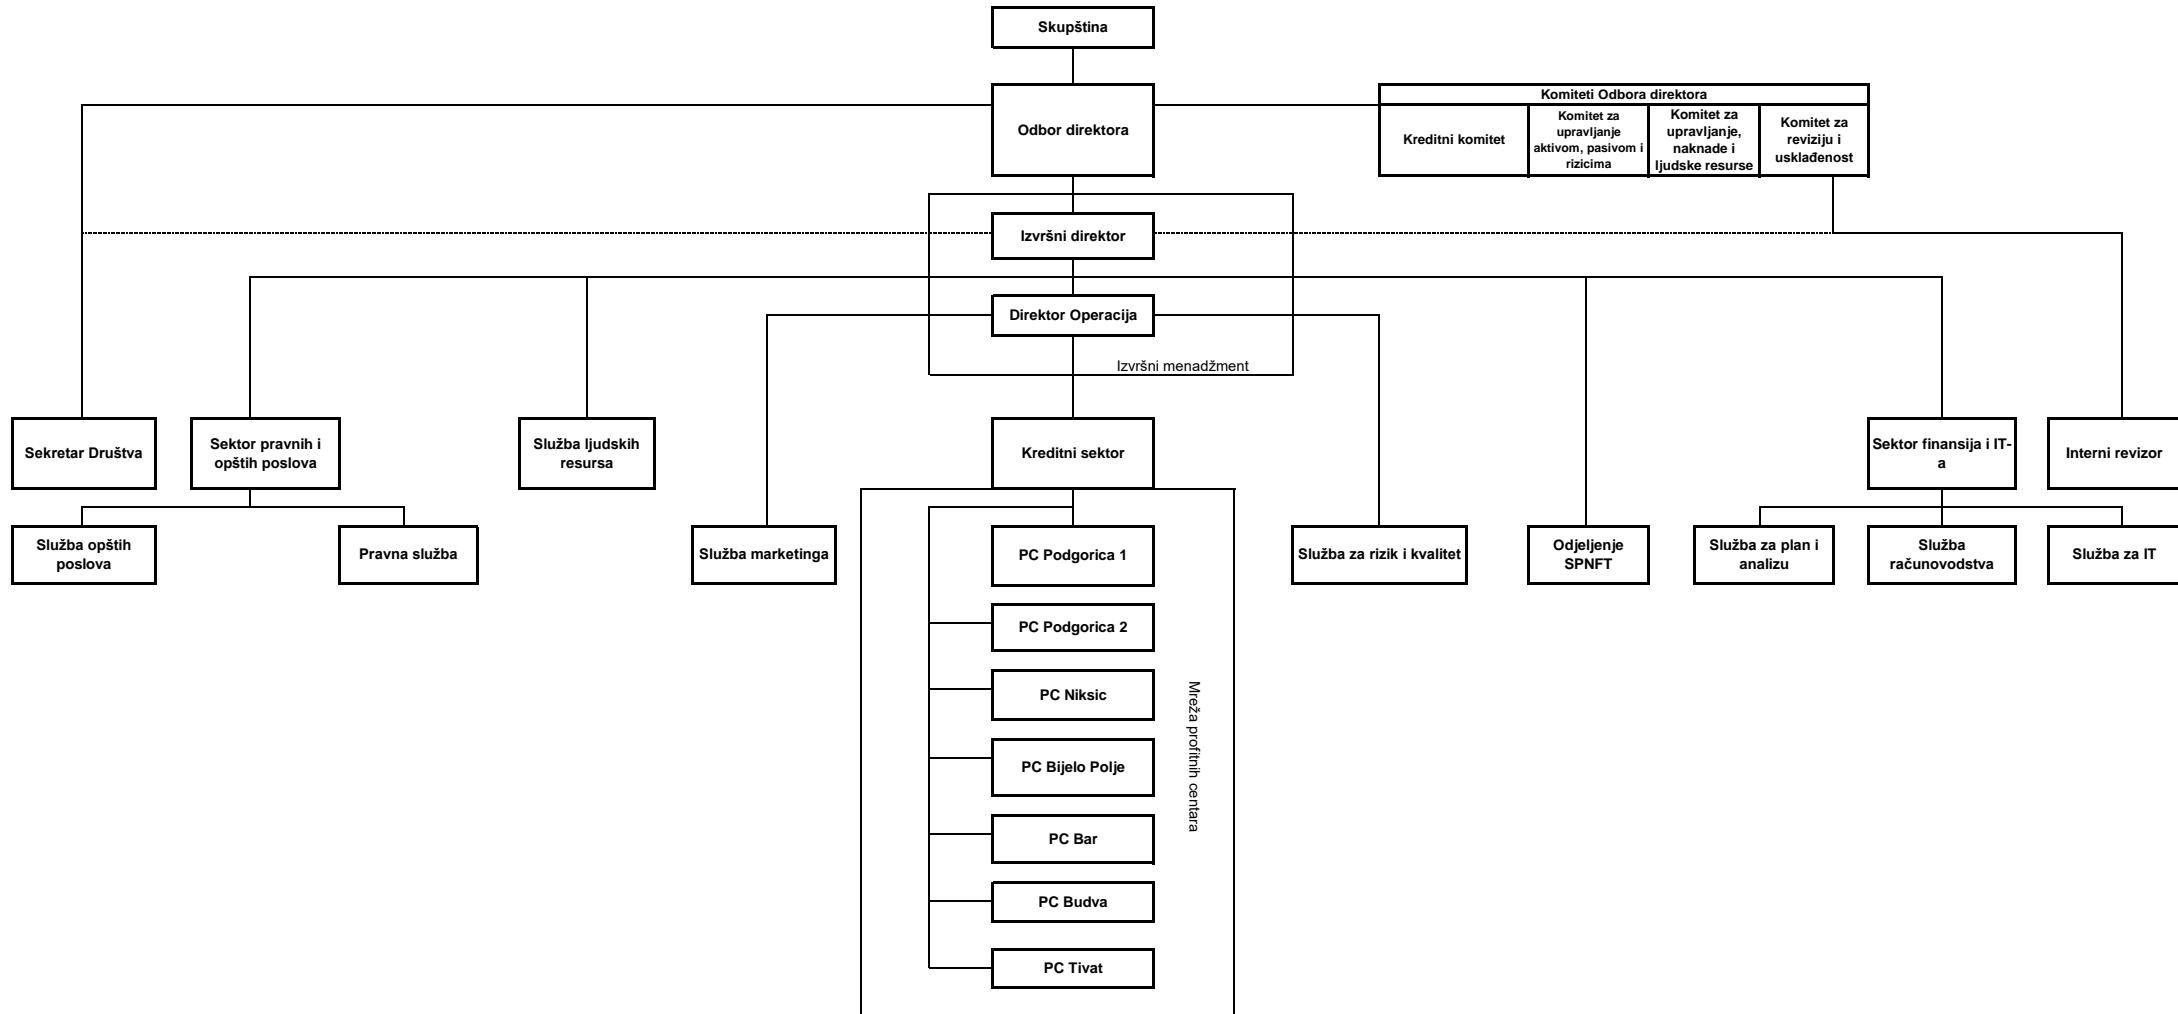 Skupština
Odbor direktora
Komiteti Odbora direktora
Kreditni komitet
Komitet za
upravljanje
aktivom, pasivom i
rizicima
Komitet za
upravljanje,
naknade i
ljudske resurse
Komitet za
reviziju i
usklađenost
Izvršni direktor
Direktor Operacija
Izvršni menadžment
Sekretar Društva
Sektor pravnih i
opštih poslova
Služba ljudskih
resursa
Kreditni sektor
Sektor finansija i IT-
a
Interni revizor
Služba opštih
poslova
Pravna služba
Služba marketinga
PC Podgorica 1
Služba za rizik i kvalitet
Odjeljenje
SPNFT
Služba za plan i
analizu
Služba
računovodstva
Služba za IT
PC Podgorica 2
PC Niksic
PC Bijelo Polje
PC Bar
PC Budva
PC Tivat
Mreža profitnih centara